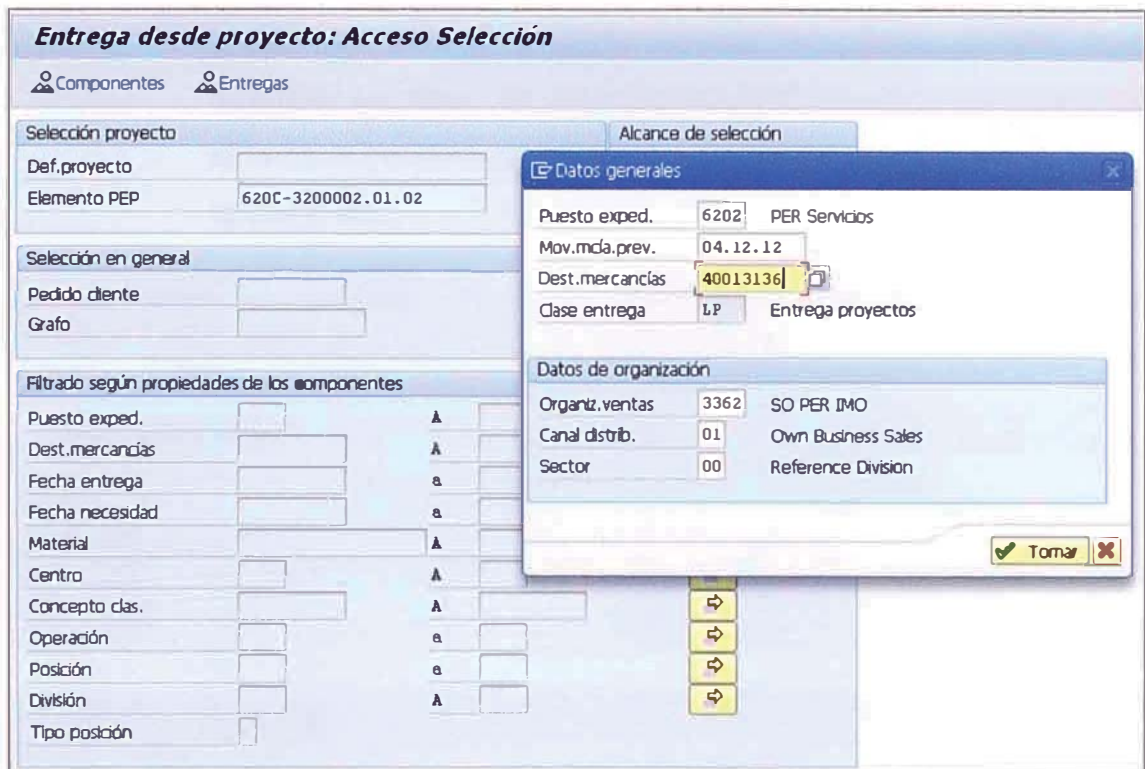 Entrega desde proyecto: Acceso Selección
Componentes Entregas
Selección proyecto Alcance de selección
Def.proyecto
Elemento PEP 620C-3200002.01.02
Selección en general
Pedido cliente
Grafo
Filtrado según propiedades de los componentes
Puesto exped. A
Dest.mercancías A
Fecha entrega a
Fecha necesidad a
Material A
Centro A
Concepto clas. A
Operación a
Posición a
División A
Tipo posición
Datos generales
Puesto exped. 6202 PER Servicios
Mov.mcía.prev. 04.12.12
Dest.mercancías 40013136
Clase entrega LP Entrega proyectos
Datos de organización
Organiz.ventas 3362 SO PER IMO
Canal distrib. 01 Own Business Sales
Sector 00 Reference Division
Tomar